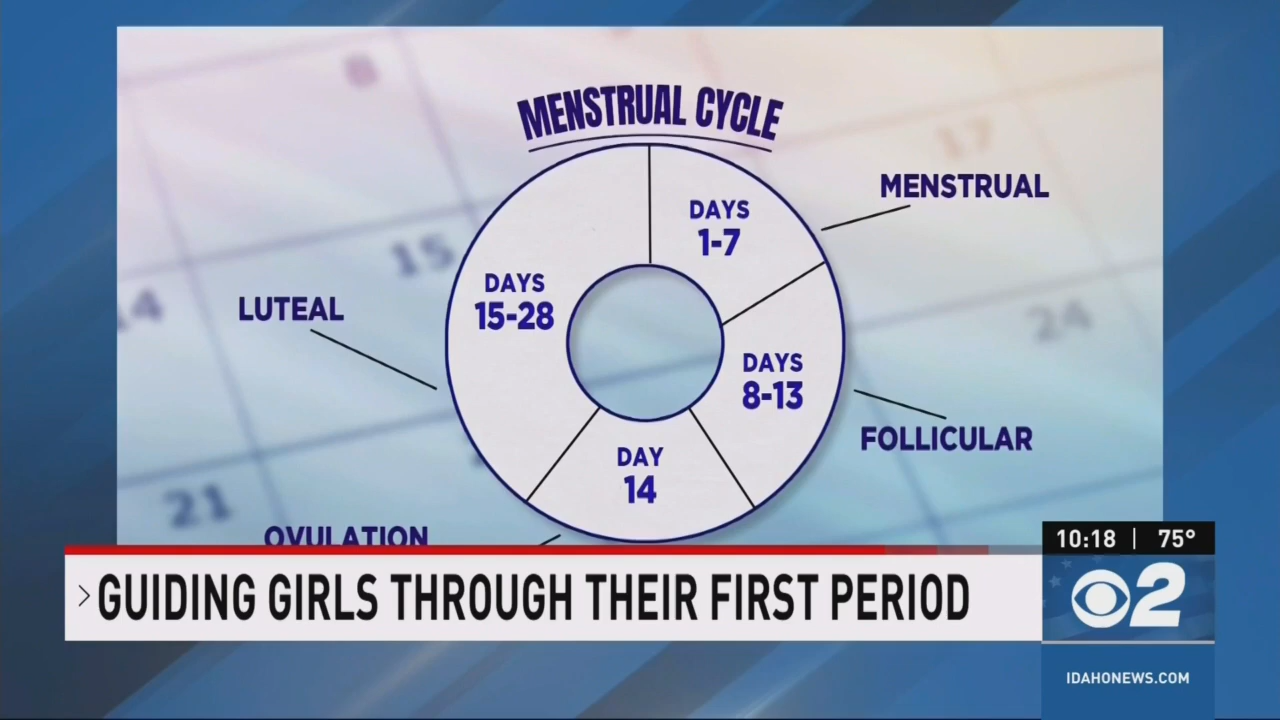 8
17
MENSTRUAL CYCLE
MENSTRUAL
DAYS
1-7
15
DAYS
15-28
LUTEAL
14
24
DAYS
8-13
FOLLICULAR
DAY
14
21
OVULATION
10:18 | 75°
GUIDING GIRLS THROUGH THEIR FIRST PERIOD
2
IDAHONEWS.COM